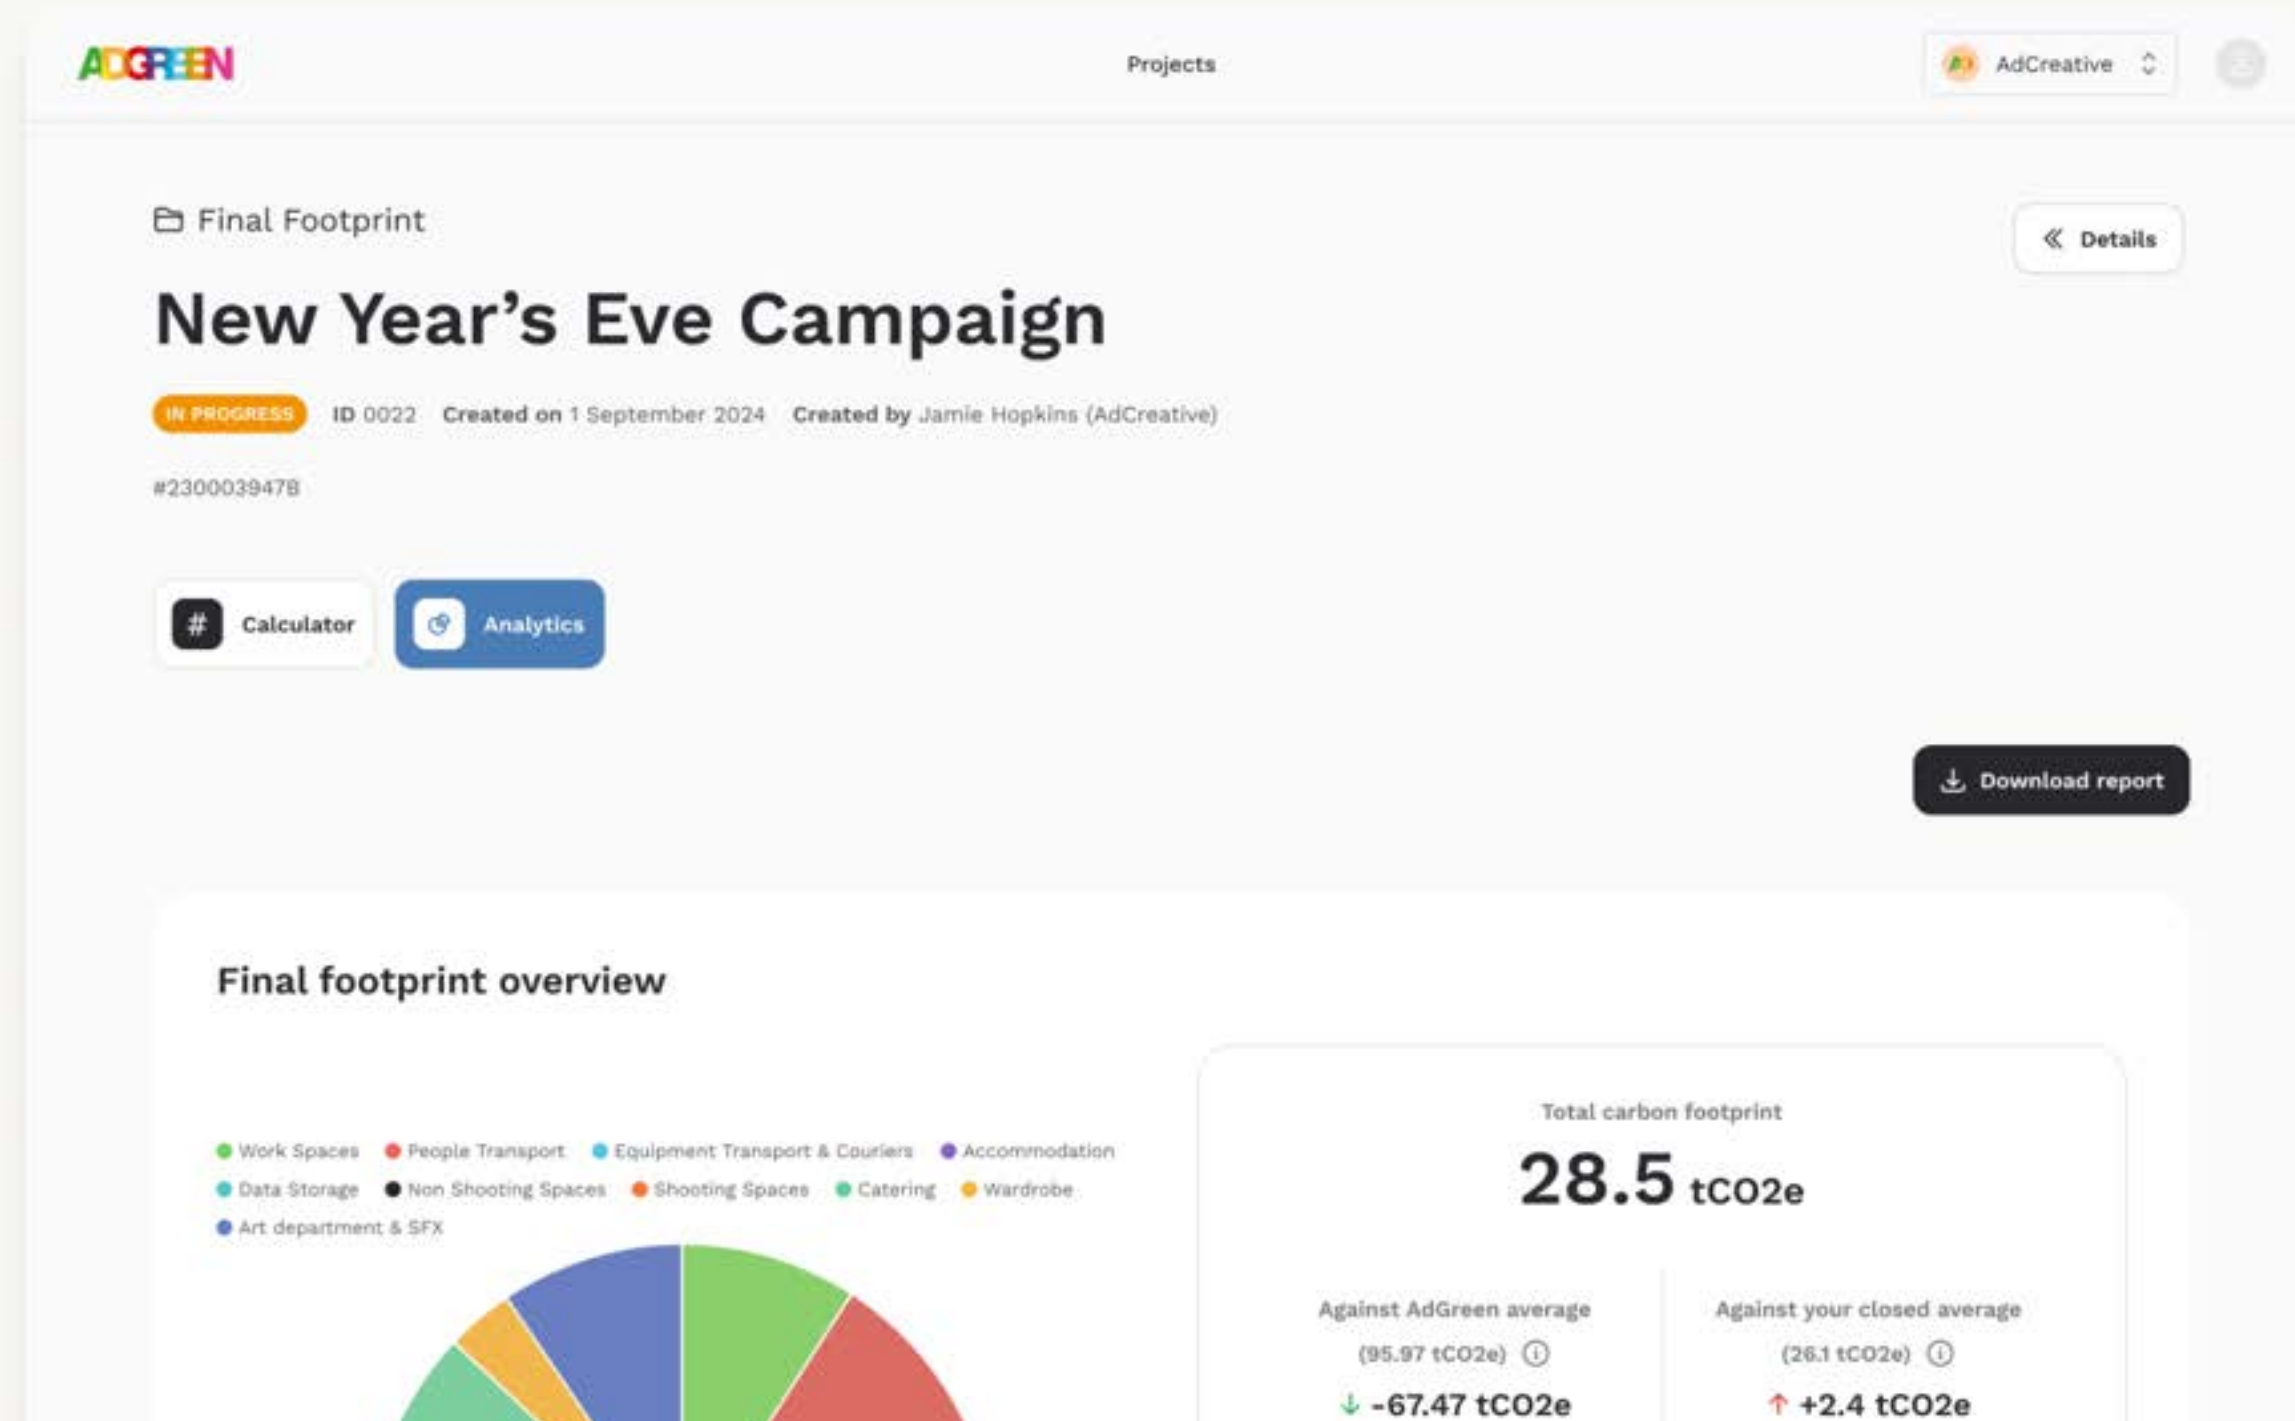 ADGREEN
Projects
AdCreative
Final Footprint
Details
New Year’s Eve Campaign
IN PROGRESS ID 0022 Created on 1 September 2024 Created by Jamie Hopkins (AdCreative)
#2300039478
# Calculator
Analytics
Download report
Final footprint overview
Work Spaces People Transport Equipment Transport & Couriers Accommodation
Data Storage Non Shooting Spaces Shooting Spaces Catering Wardrobe
Art department & SFX
Total carbon footprint
28.5 tCO2e
Against AdGreen average
(95.97 tCO2e)
-67.47 tCO2e
Against your closed average
(26.1 tCO2e)
+2.4 tCO2e